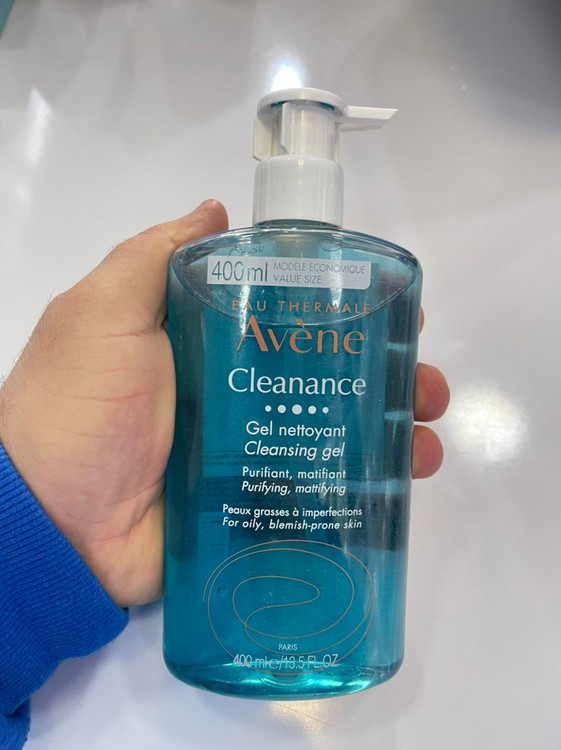 400ml MODÈLE ÉCONOMIQUE
VALUE SIZE
EAU THERMALE
Avène
Cleanance
Gel nettoyant
Cleansing gel
Purifiant, matifiant
Purifying, mattifying
Peaux grasses à imperfections
For oily, blemish-prone skin
PARIS
400 ml ℮/13.5 FL.OZ.